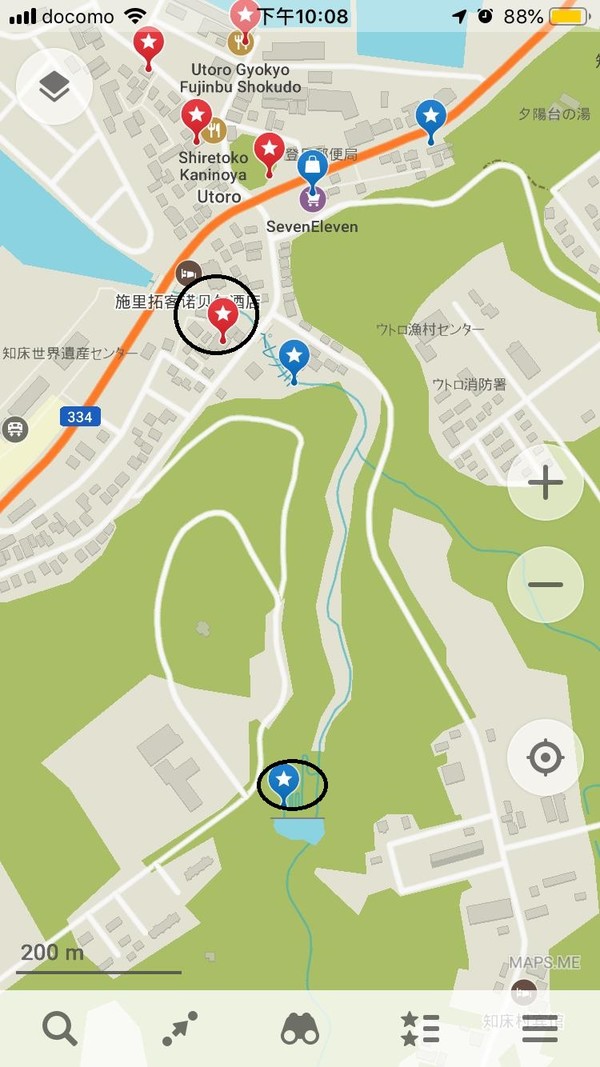 docomo
下午10:08
88%
Utoro Gyokyo
Fujinbu Shokudo
夕陽台の湯
Shiretoko
Kaninoya
Utoro
SevenEleven
知床世界遺産センター
ウトロ漁村センター
ウトロ消防署
334
200 m
MAPS.ME